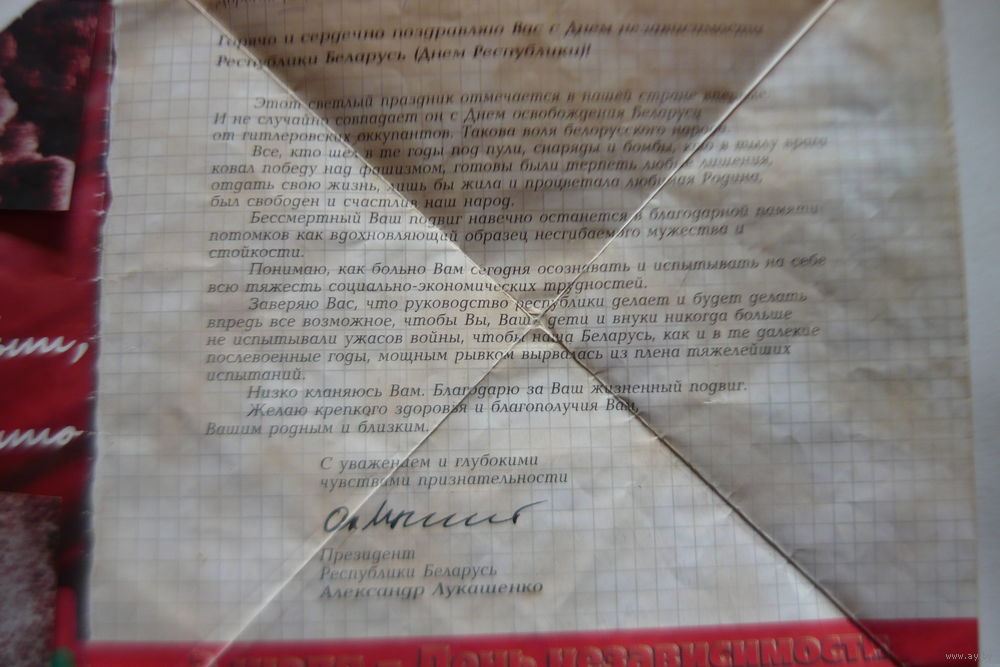 Горячо и сердечно поздравляю Вас с Днем независимости
Республики Беларусь (Днем Республики)!
Этот светлый праздник отмечается в нашей стране впервые.
И не случайно совпадает он с Днем освобождения Беларуси
от гитлеровских оккупантов. Такова воля белорусского народа.
Все, кто шел в те годы под пули, снаряды и бомбы, кто в тылу врага
ковал победу над фашизмом, готовы были терпеть любые лишения,
отдать свою жизнь, лишь бы жила и процветала любимая Родина,
был свободен и счастлив наш народ.
Бессмертный Ваш подвиг навечно останется в благодарной памяти
потомков как вдохновляющий образец несгибаемого мужества и
стойкости.
Понимаю, как больно Вам сегодня осознавать и испытывать на себе
всю тяжесть социально-экономических трудностей.
Заверяю Вас, что руководство республики делает и будет делать
впредь все возможное, чтобы Вы, Ваши дети и внуки никогда больше
не испытывали ужасов войны, чтобы наша Беларусь, как и в те далекие
послевоенные годы, мощным рывком вырвалась из плена тяжелейших
испытаний.
Низко кланяюсь Вам. Благодарю за Ваш жизненный подвиг.
Желаю крепкого здоровья и благополучия Вам,
Вашим родным и близким.
С уважением и глубокими
чувствами признательности
Президент
Республики Беларусь
Александр Лукашенко
День независимости
www.ay